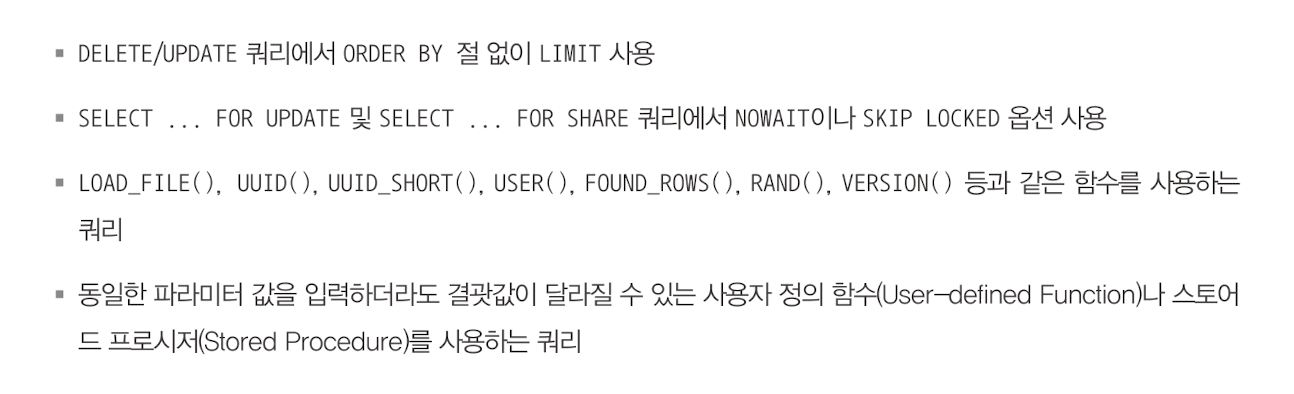 ▪ DELETE/UPDATE 쿼리에서 ORDER BY 절 없이 LIMIT 사용
▪ SELECT ... FOR UPDATE 및 SELECT ... FOR SHARE 쿼리에서 NOWAIT이나 SKIP LOCKED 옵션 사용
▪ LOAD_FILE(), UUID(), UUID_SHORT(), USER(), FOUND_ROWS(), RAND(), VERSION() 등과 같은 함수를 사용하는
쿼리
▪ 동일한 파라미터 값을 입력하더라도 결괏값이 달라질 수 있는 사용자 정의 함수(User-defined Function)나 스토어
드 프로시저(Stored Procedure)를 사용하는 쿼리